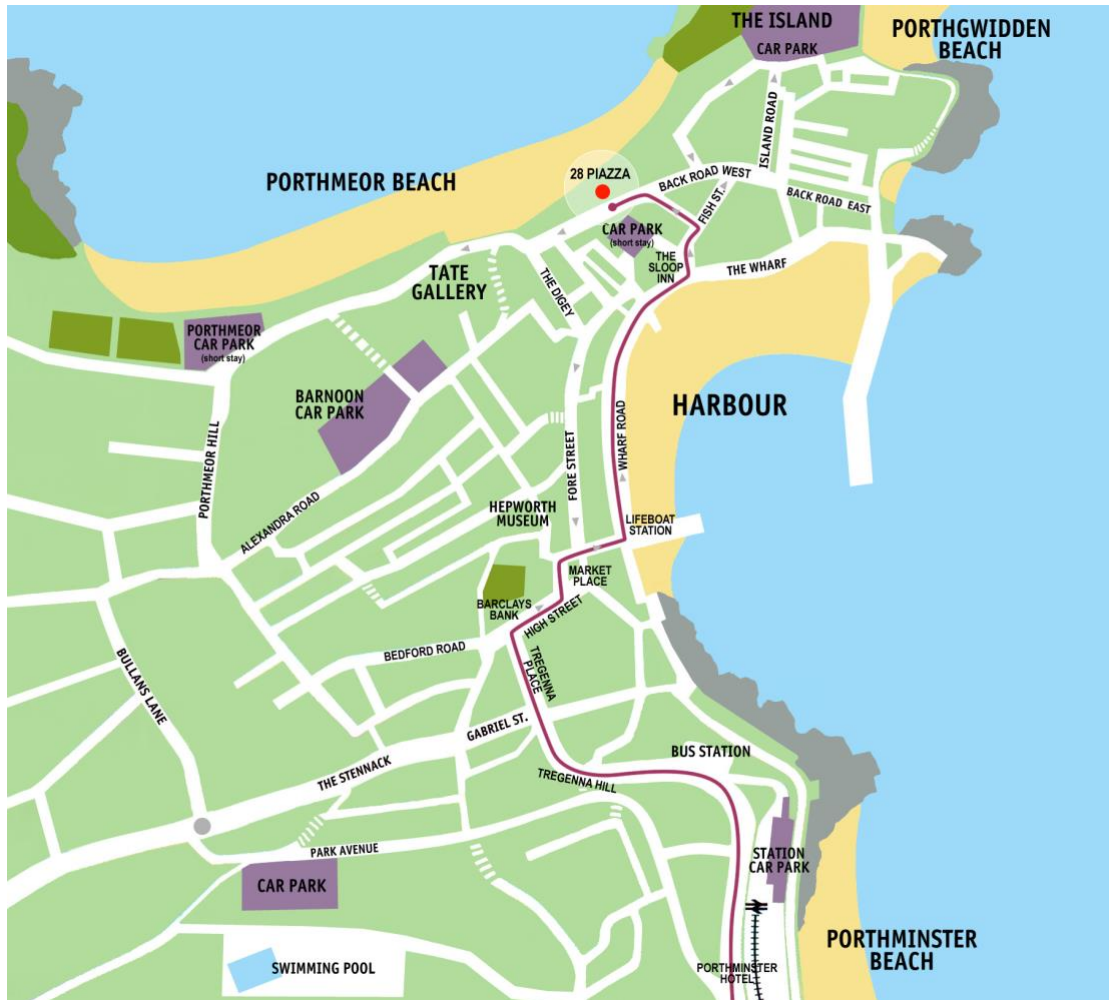 THE ISLAND
CAR PARK
PORTHGWIDDEN
BEACH
ISLAND ROAD
PORTHMEOR BEACH
28 PIAZZA
BACK ROAD WEST
FISH ST.
BACK ROAD EAST
CAR PARK
(short stay)
THE
SLOOP
INN
THE WHARF
TATE
GALLERY
THE DIGEY
PORTHMEOR
CAR PARK
(short stay)
BARNOON
CAR PARK
HARBOUR
PORTHMEOR HILL
FORE STREET
WHARF ROAD
ALEXANDRA ROAD
HEPWORTH
MUSEUM
LIFEBOAT
STATION
MARKET
PLACE
BARCLAYS
BANK
HIGH STREET
BEDFORD ROAD
TREGENNA
PLACE
BULLANS LANE
GABRIEL ST.
THE STENNACK
BUS STATION
TREGENNA HILL
PARK AVENUE
STATION
CAR PARK
CAR PARK
PORTHMINSTER
BEACH
SWIMMING POOL
PORTHMINSTER
HOTEL